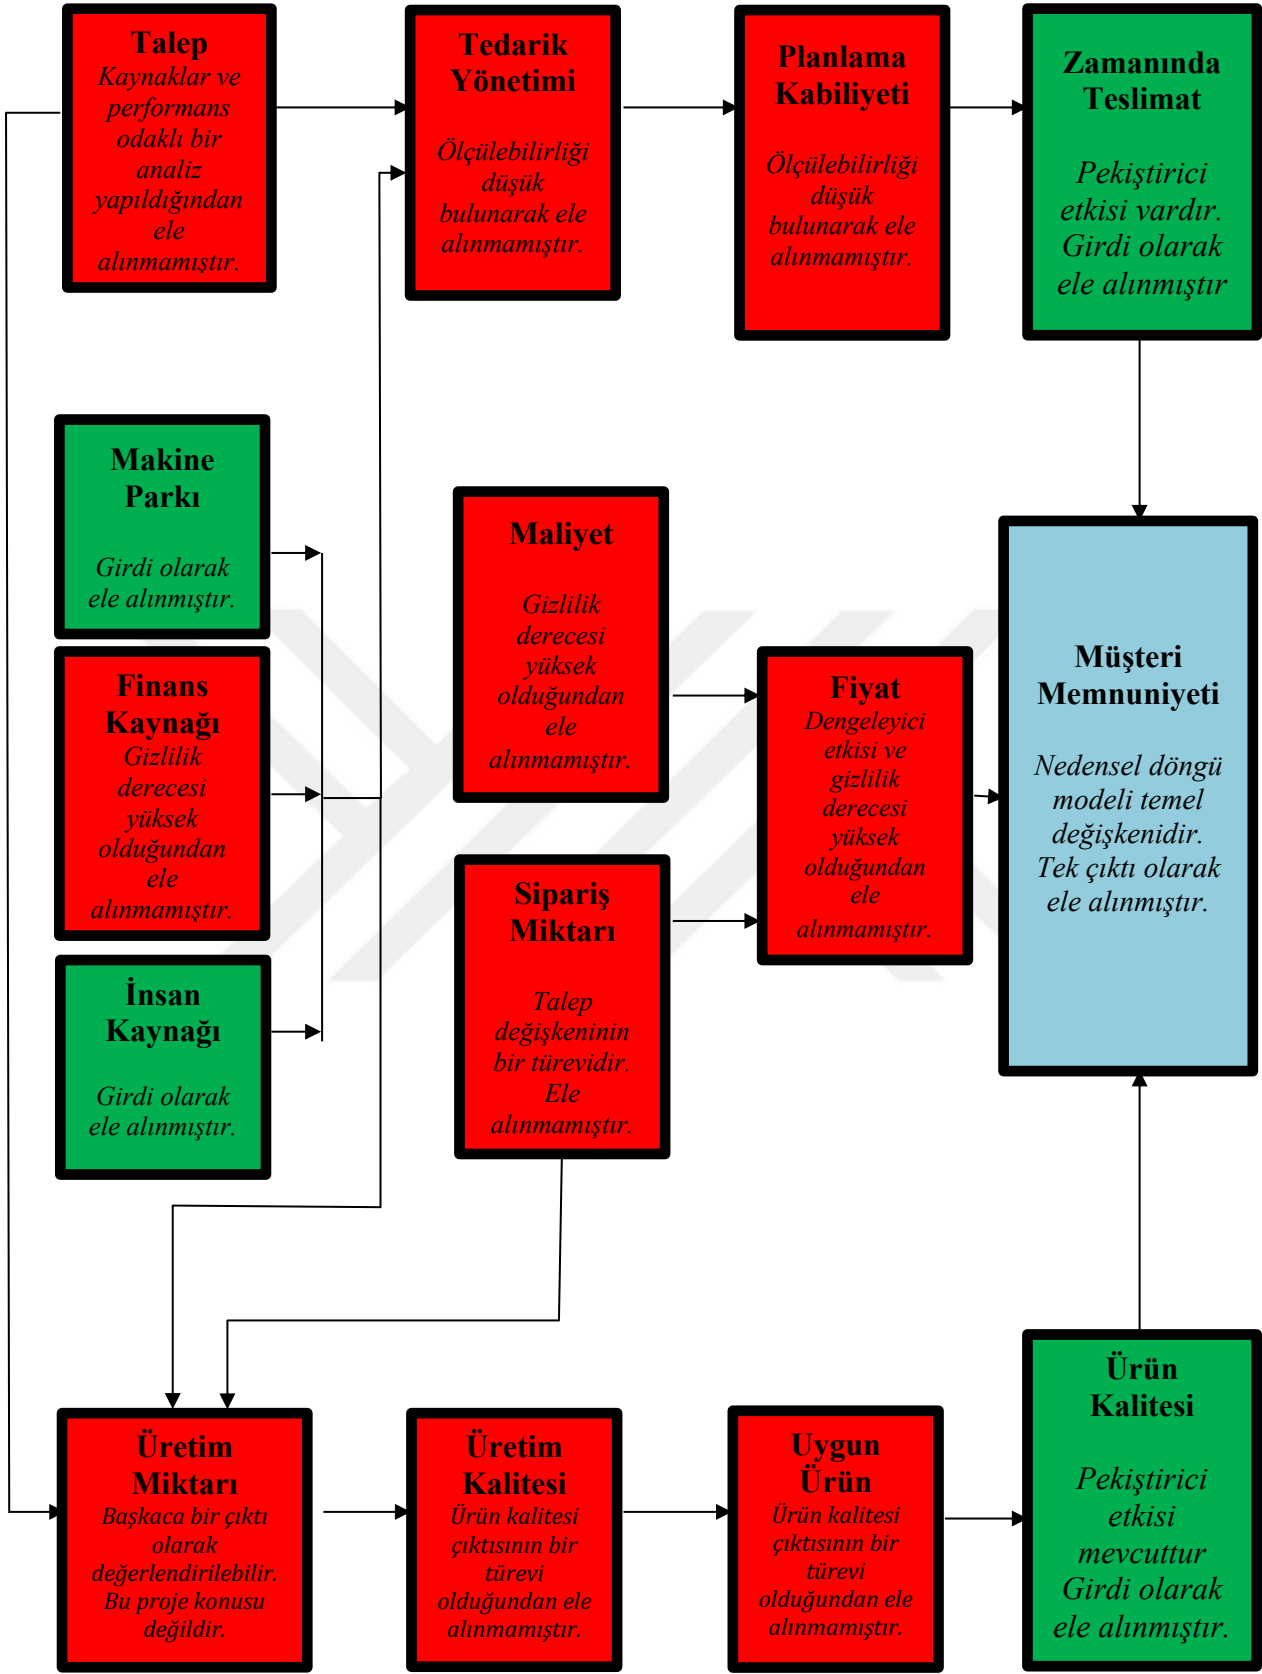 Talep
Kaynaklar ve
performans
odaklı bir
analiz
yapıldığından
ele
alınmamıştır.
Tedarik
Yönetimi
Ölçülebilirliği
düşük
bulunarak ele
alınmamıştır.
Planlama
Kabiliyeti
Ölçülebilirliği
düşük
bulunarak ele
alınmamıştır.
Zamanında
Teslimat
Pekiştirici
etkisi vardır.
Girdi olarak
ele alınmıştır
Makine
Parkı
Girdi olarak
ele alınmıştır.
Finans
Kaynağı
Gizlilik
derecesi
yüksek
olduğundan
ele
alınmamıştır.
İnsan
Kaynağı
Girdi olarak
ele alınmıştır.
Maliyet
Gizlilik
derecesi
yüksek
olduğundan
ele
alınmamıştır.
Sipariş
Miktarı
Talep
değişkeninin
bir türevidir.
Ele
alınmamıştır.
Fiyat
Dengeleyici
etkisi ve
gizlilik
derecesi
yüksek
olduğundan
ele
alınmamıştır.
Müşteri
Memnuniyeti
Nedensel döngü
modeli temel
değişkenidir.
Tek çıktı olarak
ele alınmıştır.
Üretim
Miktarı
Başkaca bir çıktı
olarak
değerlendirilebilir.
Bu proje konusu
değildir.
Üretim
Kalitesi
Ürün kalitesi
çıktısının bir
türevi
olduğundan ele
alınmamıştır.
Uygun
Ürün
Ürün kalitesi
çıktısının bir
türevi
olduğundan ele
alınmamıştır.
Ürün
Kalitesi
Pekiştirici
etkisi
mevcuttur
Girdi olarak
ele alınmıştır.